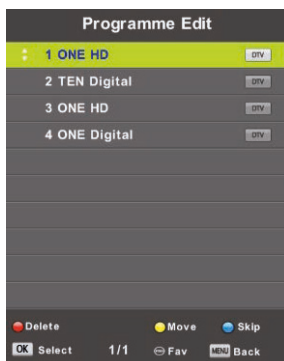 Programme Edit
1 ONE HD DTV
2 TEN Digital DTV
3 ONE HD DTV
4 ONE Digital DTV
Delete Move Skip
OK Select 1/1 Fav MENU Back